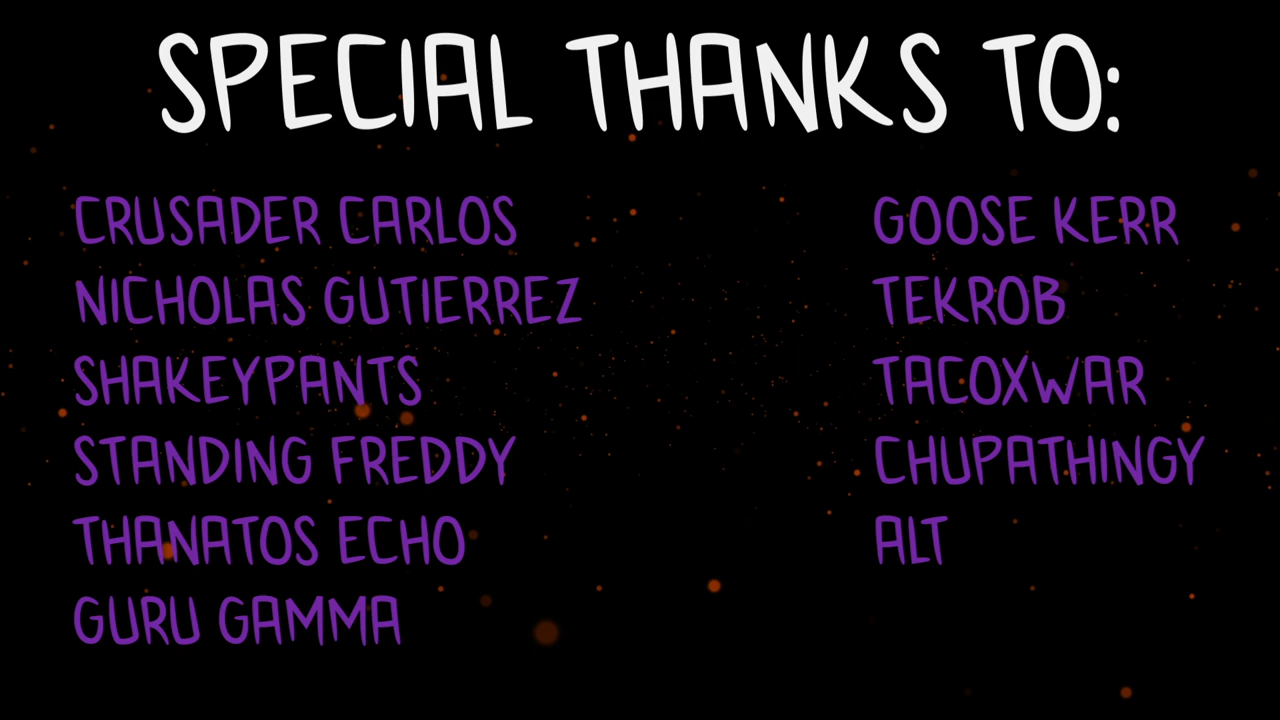 SPECIAL THANKS TO:
CRUSADER CARLOS
NICHOLAS GUTIERREZ
SHAKEYPANTS
STANDING FREDDY
THANATOS ECHO
GURU GAMMA
GOOSE KERR
TEKROB
TACOXWAR
CHUPATHINGY
ALT